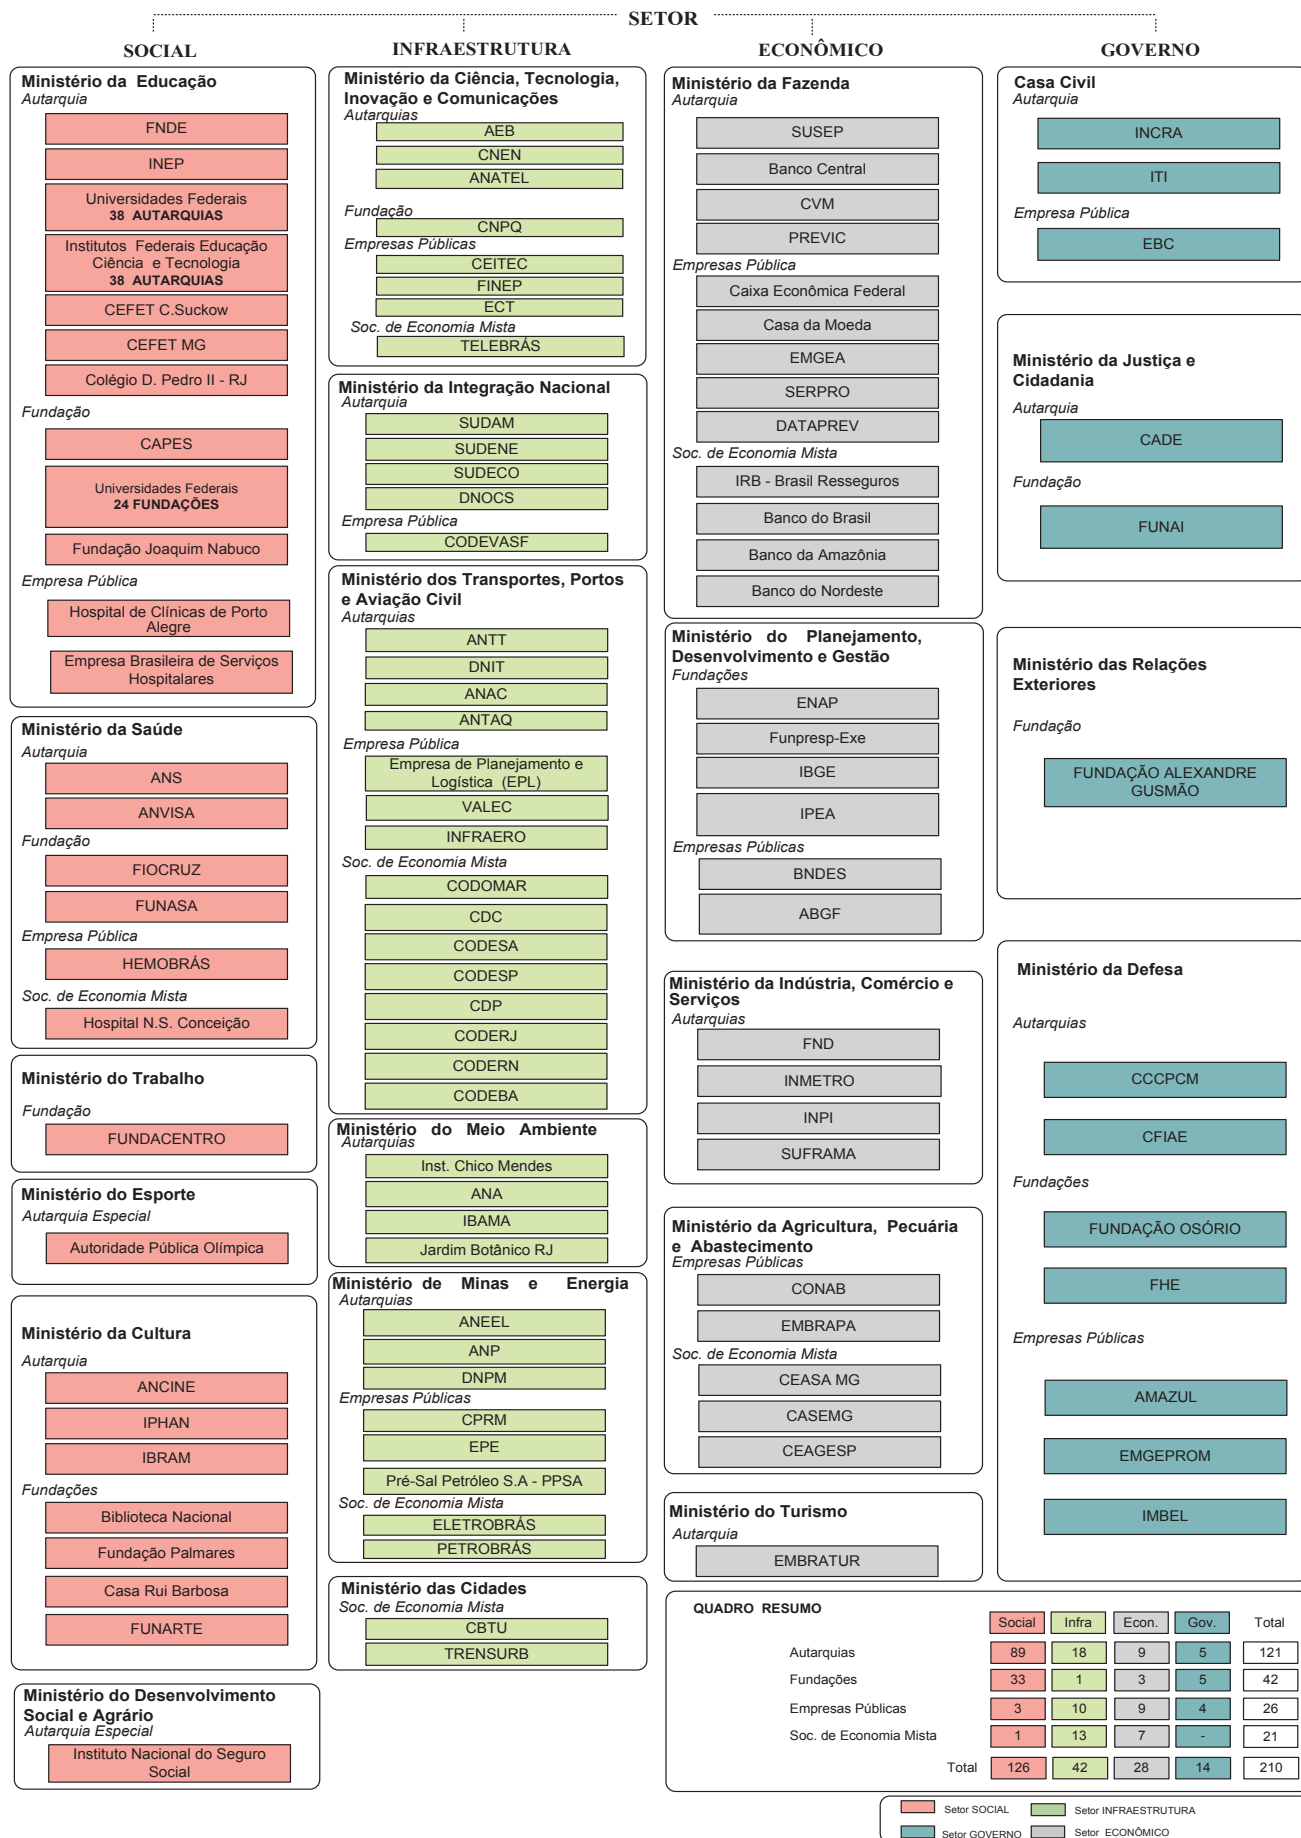 SETOR
SOCIAL
Ministério da Educação
Autarquia
FNDE
INEP
Universidades Federais
38 AUTARQUIAS
Institutos Federais Educação
Ciência e Tecnologia
38 AUTARQUIAS
CEFET C.Suckow
CEFET MG
Colégio D. Pedro II - RJ
Fundação
CAPES
Universidades Federais
24 FUNDAÇÕES
Fundação Joaquim Nabuco
Empresa Pública
Hospital de Clínicas de Porto
Alegre
Empresa Brasileira de Serviços
Hospitalares
Ministério da Saúde
Autarquia
ANS
ANVISA
Fundação
FIOCRUZ
FUNASA
Empresa Pública
HEMOBRÁS
Soc. de Economia Mista
Hospital N.S. Conceição
Ministério do Trabalho
Fundação
FUNDACENTRO
Ministério do Esporte
Autarquia Especial
Autoridade Pública Olímpica
Ministério da Cultura
Autarquia
ANCINE
IPHAN
IBRAM
Fundações
Biblioteca Nacional
Fundação Palmares
Casa Rui Barbosa
FUNARTE
Ministério do Desenvolvimento
Social e Agrário
Autarquia Especial
Instituto Nacional do Seguro
Social
INFRAESTRUTURA
Ministério da Ciência, Tecnologia,
Inovação e Comunicações
Autarquias
AEB
CNEN
ANATEL
Fundação
CNPQ
Empresas Públicas
CEITEC
FINEP
ECT
Soc. de Economia Mista
TELEBRÁS
Ministério da Integração Nacional
Autarquia
SUDAM
SUDENE
SUDECO
DNOCS
Empresa Pública
CODEVASF
Ministério dos Transportes, Portos
e Aviação Civil
Autarquias
ANTT
DNIT
ANAC
ANTAQ
Empresa Pública
Empresa de Planejamento e
Logística (EPL)
VALEC
INFRAERO
Soc. de Economia Mista
CODOMAR
CDC
CODESA
CODESP
CDP
CODERJ
CODERN
CODEBA
Ministério do Meio Ambiente
Autarquias
Inst. Chico Mendes
ANA
IBAMA
Jardim Botânico RJ
Ministério de Minas e Energia
Autarquias
ANEEL
ANP
DNPM
Empresas Públicas
CPRM
EPE
Pré-Sal Petróleo S.A - PPSA
Soc. de Economia Mista
ELETROBRÁS
PETROBRÁS
Ministério das Cidades
Soc. de Economia Mista
CBTU
TRENSURB
ECONÔMICO
Ministério da Fazenda
Autarquia
SUSEP
Banco Central
CVM
PREVIC
Empresas Pública
Caixa Econômica Federal
Casa da Moeda
EMGEA
SERPRO
DATAPREV
Soc. de Economia Mista
IRB - Brasil Resseguros
Banco do Brasil
Banco da Amazônia
Banco do Nordeste
Ministério do Planejamento,
Desenvolvimento e Gestão
Fundações
ENAP
Funpresp-Exe
IBGE
IPEA
Empresas Públicas
BNDES
ABGF
Ministério da Indústria, Comércio e
Serviços
Autarquias
FND
INMETRO
INPI
SUFRAMA
Ministério da Agricultura, Pecuária
e Abastecimento
Empresas Públicas
CONAB
EMBRAPA
Soc. de Economia Mista
CEASA MG
CASEMG
CEAGESP
Ministério do Turismo
Autarquia
EMBRATUR
GOVERNO
Casa Civil
Autarquia
INCRA
ITI
Empresa Pública
EBC
Ministério da Justiça e
Cidadania
Autarquia
CADE
Fundação
FUNAI
Ministério das Relações
Exteriores
Fundação
FUNDAÇÃO ALEXANDRE
GUSMÃO
Ministério da Defesa
Autarquias
CCCPCM
CFIAE
Fundações
FUNDAÇÃO OSÓRIO
FHE
Empresas Públicas
AMAZUL
EMGEPROM
IMBEL
QUADRO RESUMO
Social Infra Econ. Gov. Total
Autarquias 89 18 9 5 121
Fundações 33 1 3 5 42
Empresas Públicas 3 10 9 4 26
Soc. de Economia Mista 1 13 7 - 21
Total 126 42 28 14 210
Setor SOCIAL Setor INFRAESTRUTURA
Setor GOVERNO Setor ECONÔMICO